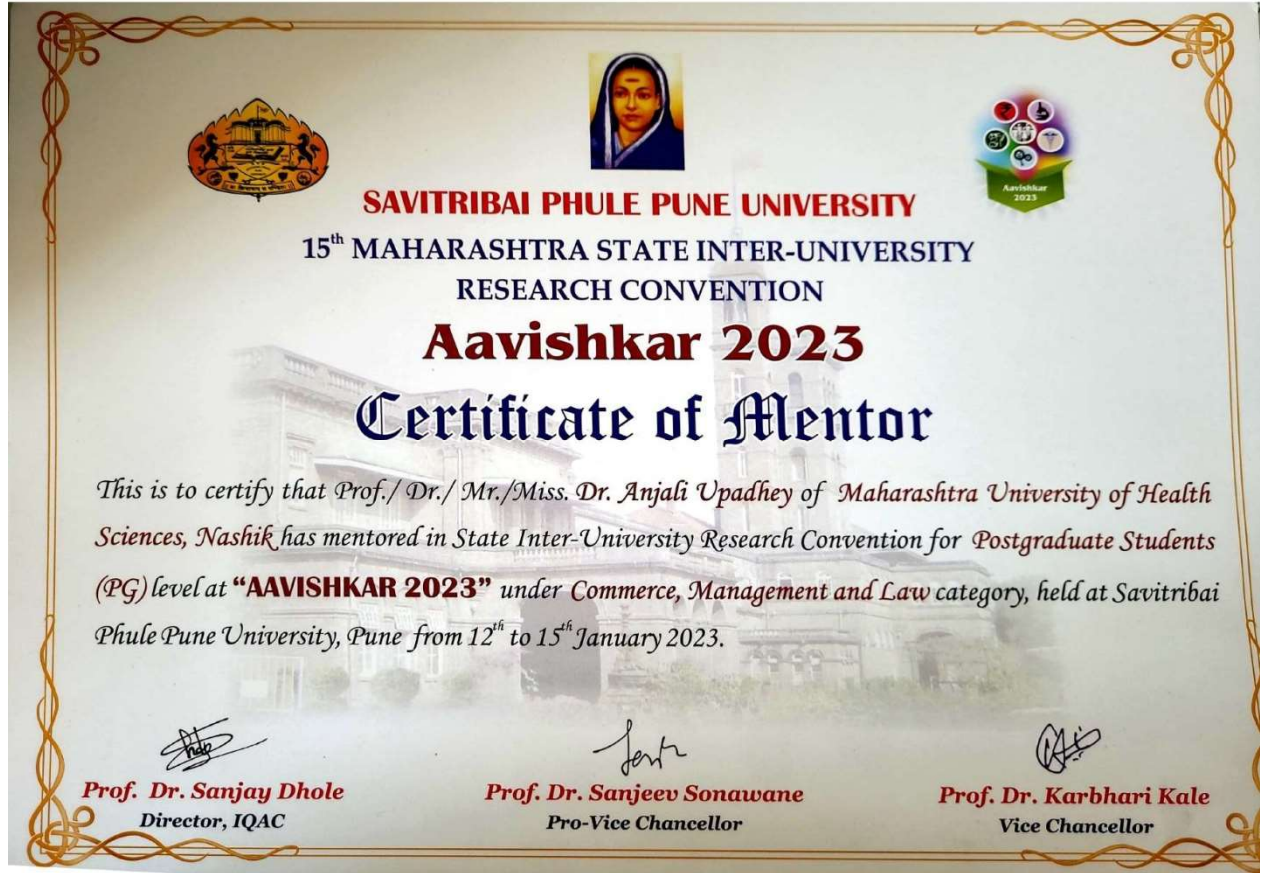 Aavishkar
2023
SAVITRIBAI PHULE PUNE UNIVERSITY
15th MAHARASHTRA STATE INTER-UNIVERSITY
RESEARCH CONVENTION
Aavishkar 2023
Certificate of Mentor
This is to certify that Prof./ Dr./ Mr./Miss. Dr. Anjali Upadhey of Maharashtra University of Health
Sciences, Nashik has mentored in State Inter-University Research Convention for Postgraduate Students
(PG) level at “AAVISHKAR 2023” under Commerce, Management and Law category, held at Savitribai
Phule Pune University, Pune from 12th to 15th January 2023.
Prof. Dr. Sanjay Dhole
Director, IQAC
Prof. Dr. Sanjeev Sonawane
Pro-Vice Chancellor
Prof. Dr. Karbhari Kale
Vice Chancellor